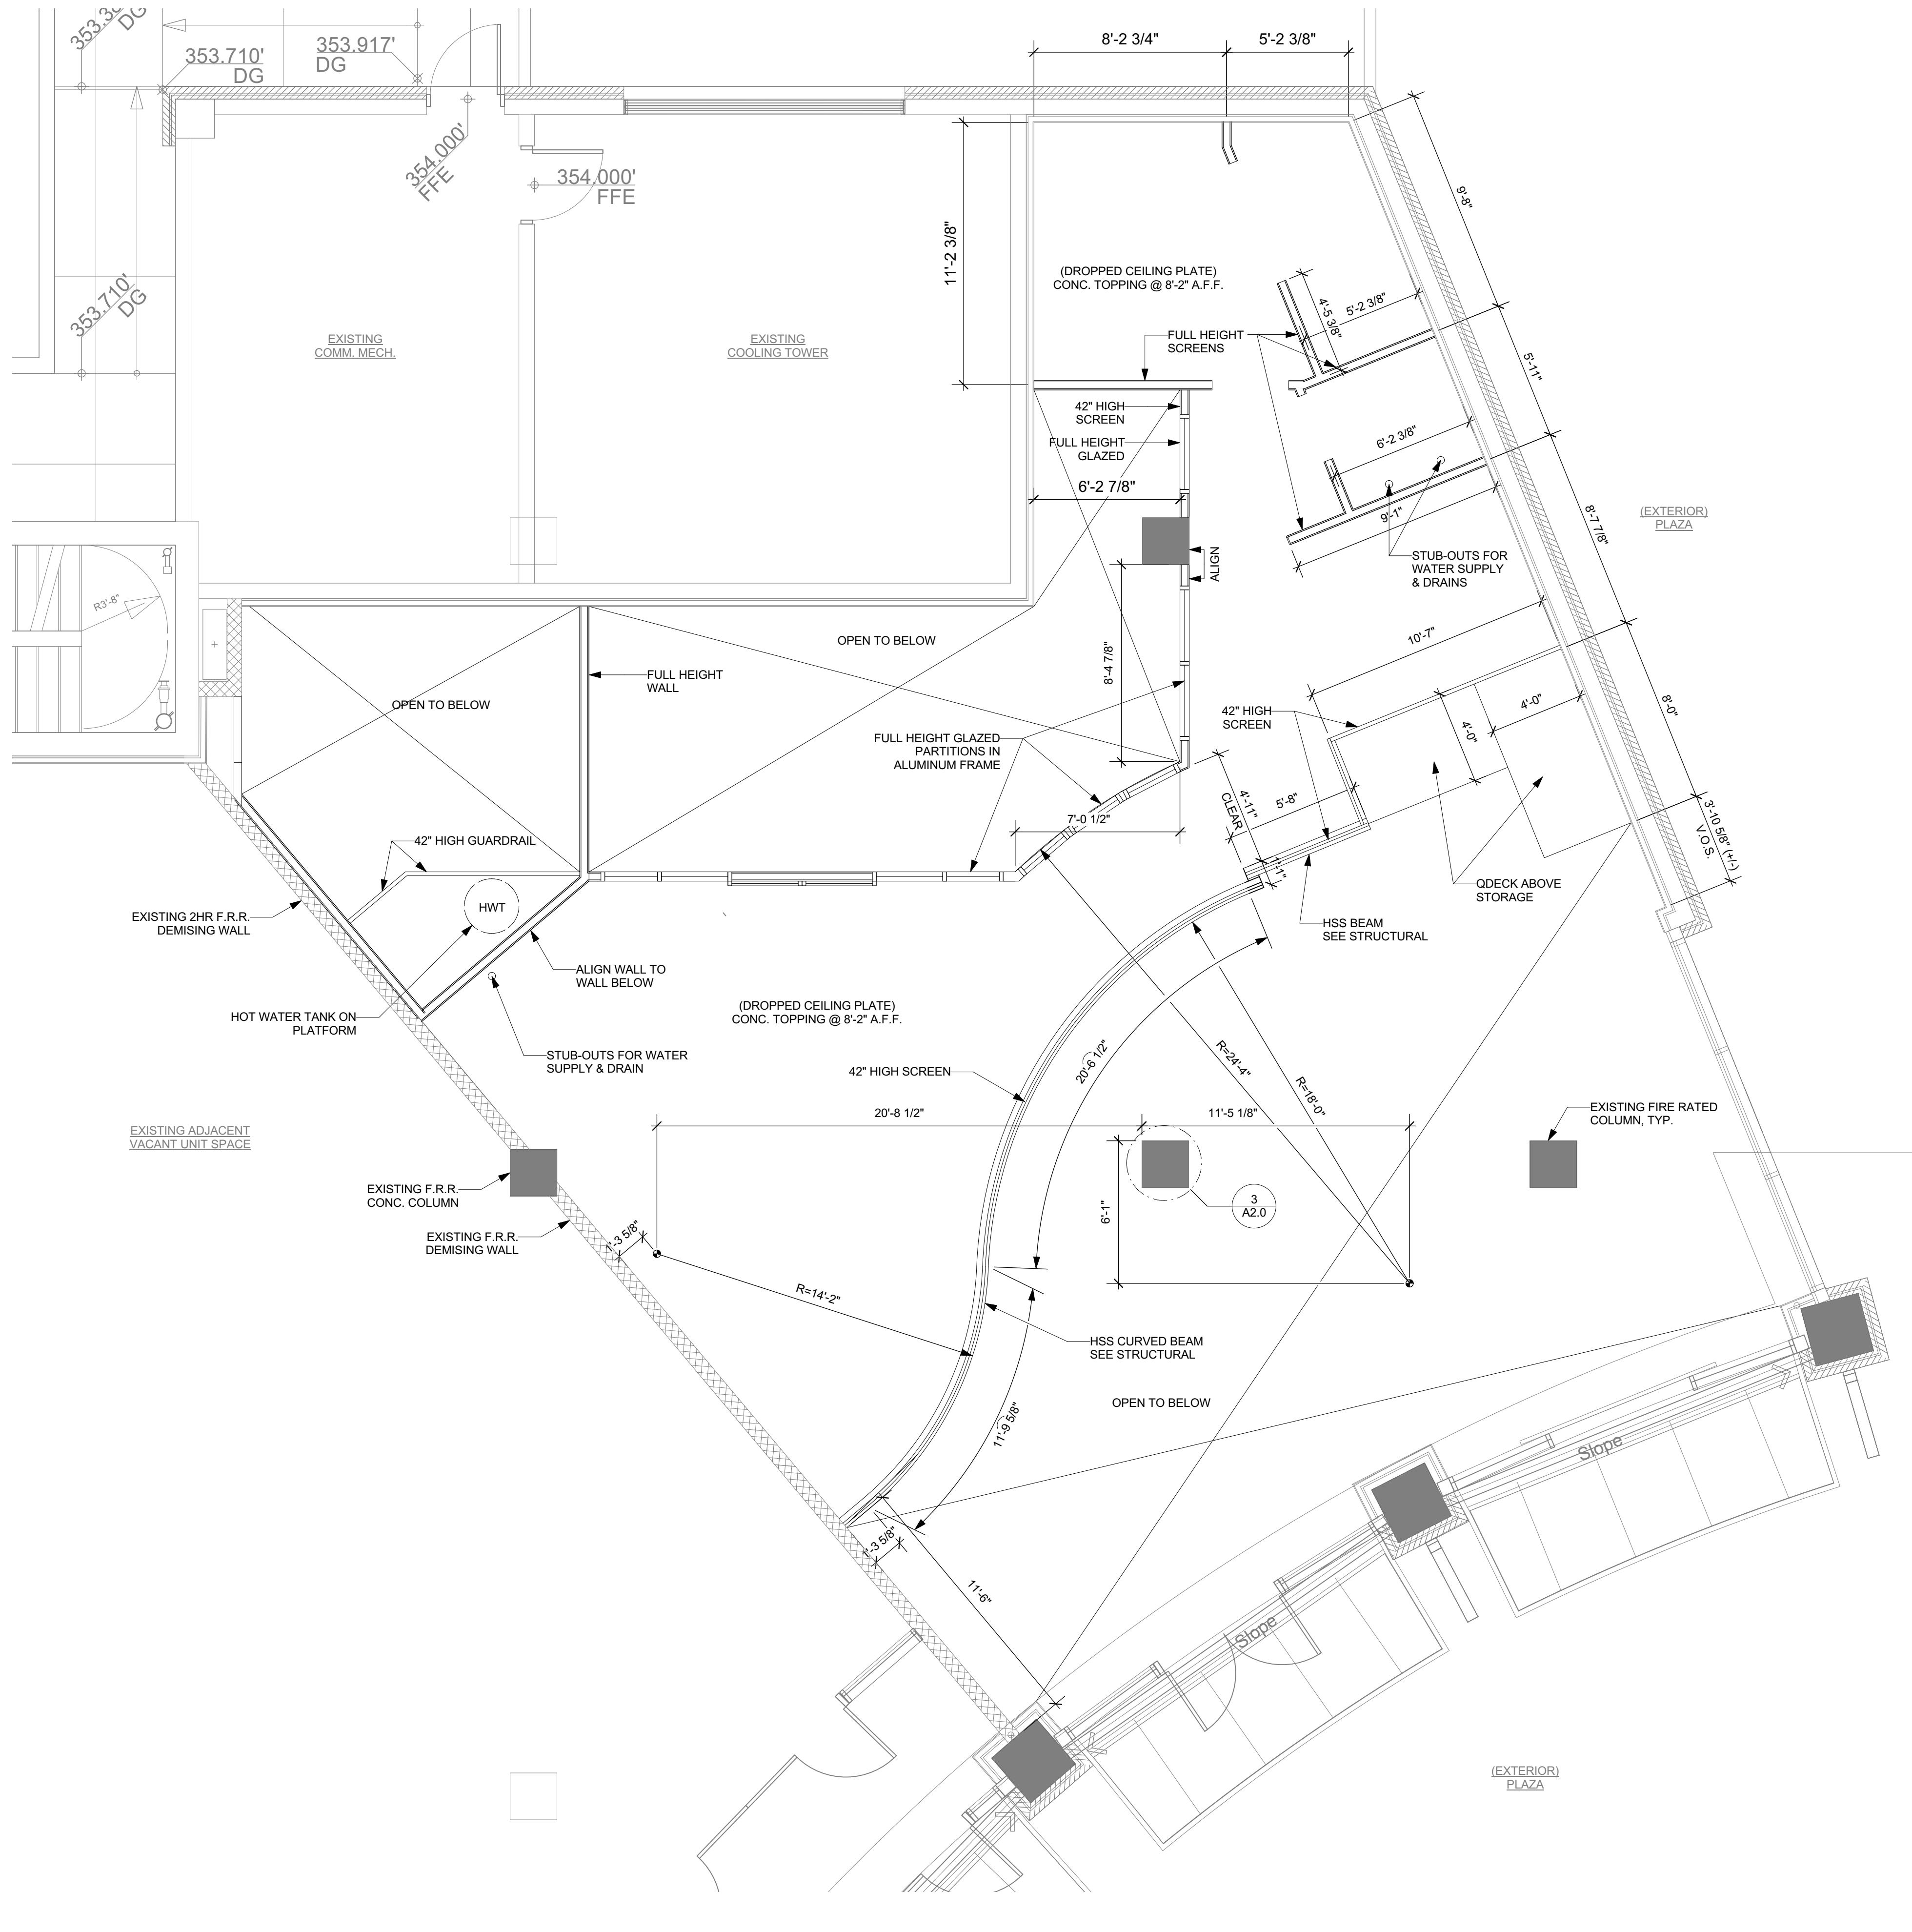 353.38
DG
353.710'
DG
353.917'
DG
8'-2 3/4"
5'-2 3/8"
354.000'
FFE
354.000'
FFE
9'-8"
11'-2 3/8"
353.710'
DG
(DROPPED CEILING PLATE)
CONC. TOPPING @ 8'-2" A.F.F.
4'-5 3/8"
5'-2 3/8"
EXISTING
COMM. MECH.
EXISTING
COOLING TOWER
FULL HEIGHT
SCREENS
5'-11"
42" HIGH
SCREEN
FULL HEIGHT
GLAZED
6'-2 3/8"
6'-2 7/8"
9'-1"
8'-7 7/8"
(EXTERIOR)
PLAZA
ALIGN
STUB-OUTS FOR
WATER SUPPLY
& DRAINS
R3'-8"
OPEN TO BELOW
10'-7"
8'-4 7/8"
FULL HEIGHT
WALL
OPEN TO BELOW
4'-0"
4'-0"
8'-0"
42" HIGH
SCREEN
FULL HEIGHT GLAZED
PARTITIONS IN
ALUMINUM FRAME
4'-11"
CLEAR
5'-8"
7'-0 1/2"
3'-10 5/8" (+/-)
V.O.S.
42" HIGH GUARDRAIL
1'-1"
QDECK ABOVE
STORAGE
HWT
EXISTING 2HR F.R.R.
DEMISING WALL
HSS BEAM
SEE STRUCTURAL
ALIGN WALL TO
WALL BELOW
(DROPPED CEILING PLATE)
CONC. TOPPING @ 8'-2" A.F.F.
HOT WATER TANK ON
PLATFORM
STUB-OUTS FOR WATER
SUPPLY & DRAIN
42" HIGH SCREEN
20'-6 1/2"
R=24'-4"
R=18'-0"
20'-8 1/2"
11'-5 1/8"
EXISTING FIRE RATED
COLUMN, TYP.
EXISTING ADJACENT
VACANT UNIT SPACE
EXISTING F.R.R.
CONC. COLUMN
6'-1"
3
A2.0
EXISTING F.R.R.
DEMISING WALL
1'-3 5/8"
R=14'-2"
HSS CURVED BEAM
SEE STRUCTURAL
OPEN TO BELOW
11'-9 5/8"
Slope
1'-3 5/8"
11'-6"
Slope
(EXTERIOR)
PLAZA